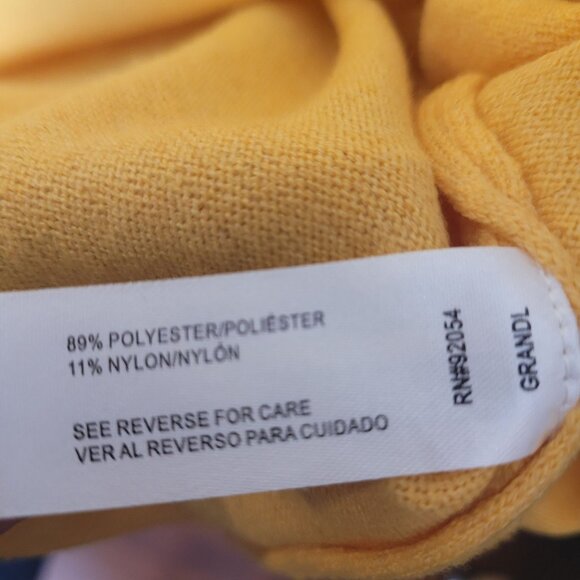 89% POLYESTER/POLIÉSTER
11% NYLON/NYLÓN
SEE REVERSE FOR CARE
VER AL REVERSO PARA CUIDADO
RN#92054
GRANDL